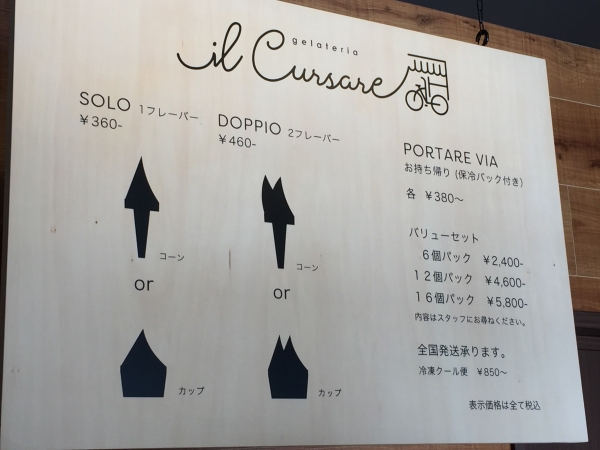 gelateria
il Cursare
SOLO 1フレーバー
¥360-
コーン
or
カップ
DOPPIO 2フレーバー
¥460-
コーン
or
カップ
PORTARE VIA
お持ち帰り (保冷パック付き)
各 ¥380〜
バリューセット
6個パック ¥2,400-
12個パック ¥4,600-
16個パック ¥5,800-
内容はスタッフにお尋ねください。
全国発送承ります。
冷凍クール便 ¥850〜
表示価格は全て税込